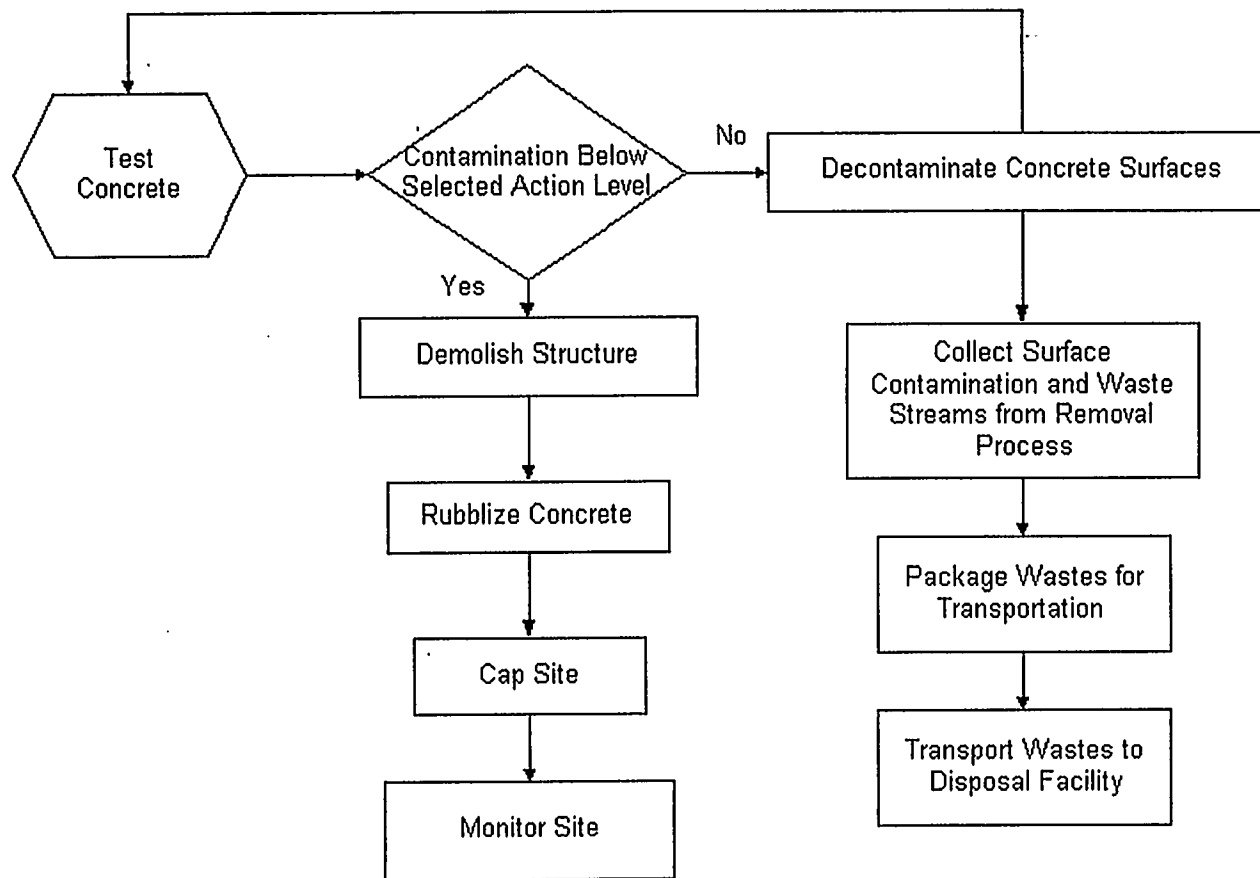 Test
Concrete
Contamination Below
Selected Action Level
No
Decontaminate Concrete Surfaces
Yes
Demolish Structure
Rubblize Concrete
Cap Site
Monitor Site
Collect Surface
Contamination and Waste
Streams from Removal
Process
Package Wastes for
Transportation
Transport Wastes to
Disposal Facility